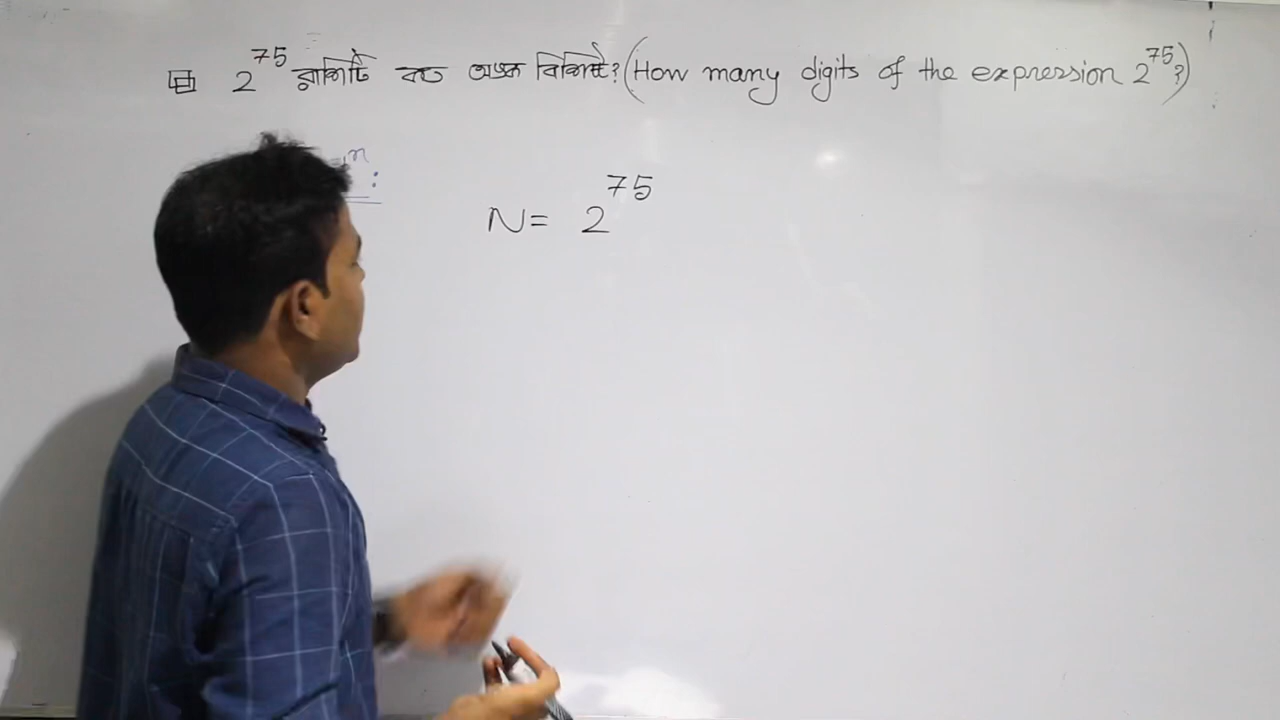 2^75 রাশিটি কত অঙ্ক বিশিষ্ট? (How many digits of the expression 2^75?)
N = 2^75